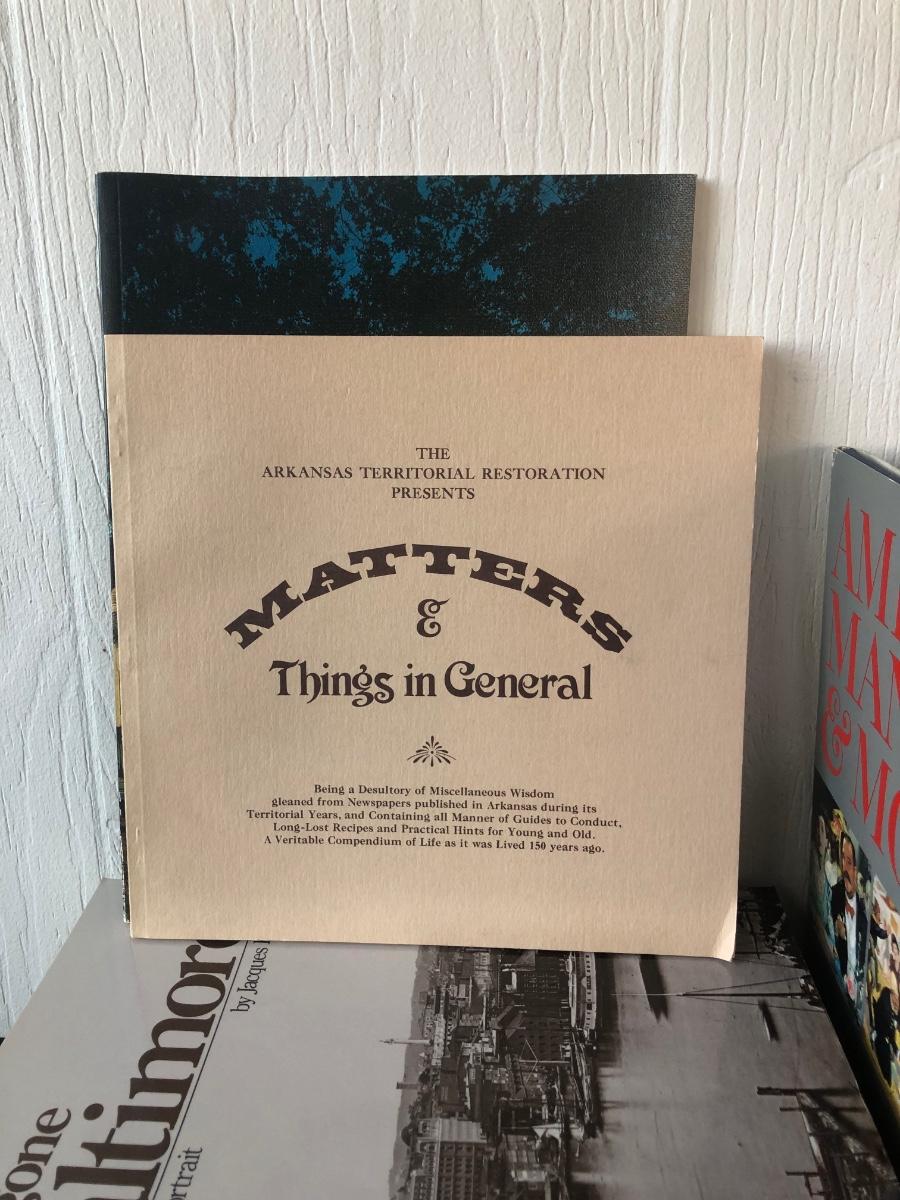 THE
ARKANSAS TERRITORIAL RESTORATION
PRESENTS
MATTERS
&
Things in General
Being a Desultory of Miscellaneous Wisdom
gleaned from Newspapers published in Arkansas during its
Territorial Years, and Containing all Manner of Guides to Conduct,
Long-Lost Recipes and Practical Hints for Young and Old.
A Veritable Compendium of Life as it was Lived 150 years ago.
by Jacques
&